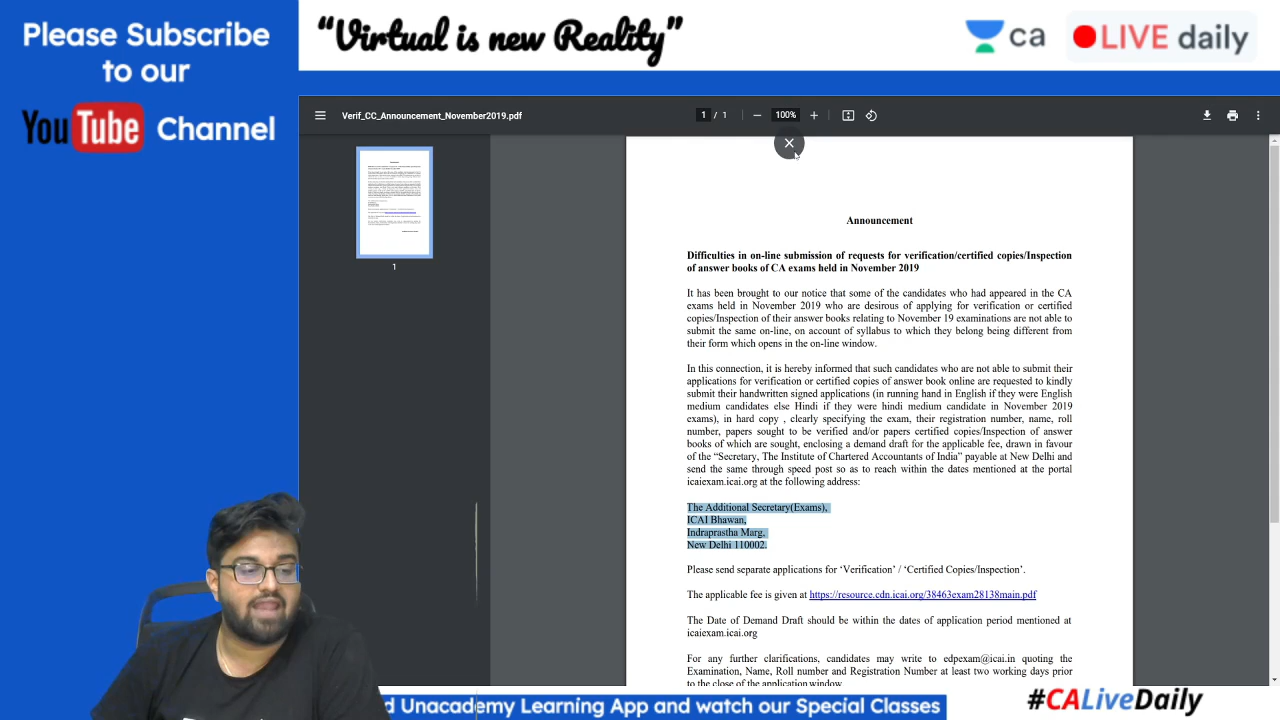 Please Subscribe
to our
YouTube Channel
“Virtual is new Reality”
ca
LIVE daily
Verif_CC_Announcement_November2019.pdf
1 / 1
100%
1
Announcement
Difficulties in on-line submission of requests for verification/certified copies/Inspection
of answer books of CA exams held in November 2019
It has been brought to our notice that some of the candidates who had appeared in the CA
exams held in November 2019 who are desirous of applying for verification or certified
copies/Inspection of their answer books relating to November 19 examinations are not able to
submit the same on-line, on account of syllabus to which they belong being different from
their form which opens in the on-line window.
In this connection, it is hereby informed that such candidates who are not able to submit their
applications for verification or certified copies of answer book online are requested to kindly
submit their handwritten signed applications (in running hand in English if they were English
medium candidates else Hindi if they were hindi medium candidate in November 2019
exams), in hard copy , clearly specifying the exam, their registration number, name, roll
number, papers sought to be verified and/or papers certified copies/Inspection of answer
books of which are sought, enclosing a demand draft for the applicable fee, drawn in favour
of the “Secretary, The Institute of Chartered Accountants of India” payable at New Delhi and
send the same through speed post so as to reach within the dates mentioned at the portal
icaiexam.icai.org at the following address:
The Additional Secretary(Exams),
ICAI Bhawan,
Indraprastha Marg,
New Delhi 110002.
Please send separate applications for ‘Verification’ / ‘Certified Copies/Inspection’.
The applicable fee is given at https://resource.cdn.icai.org/38463exam28138main.pdf
The Date of Demand Draft should be within the dates of application period mentioned at
icaiexam.icai.org
For any further clarifications, candidates may write to edpexam@icai.in quoting the
Examination, Name, Roll number and Registration Number at least two working days prior
to the close of the application window.
d Unacademy Learning App and watch our Special Classes
#CALiveDaily